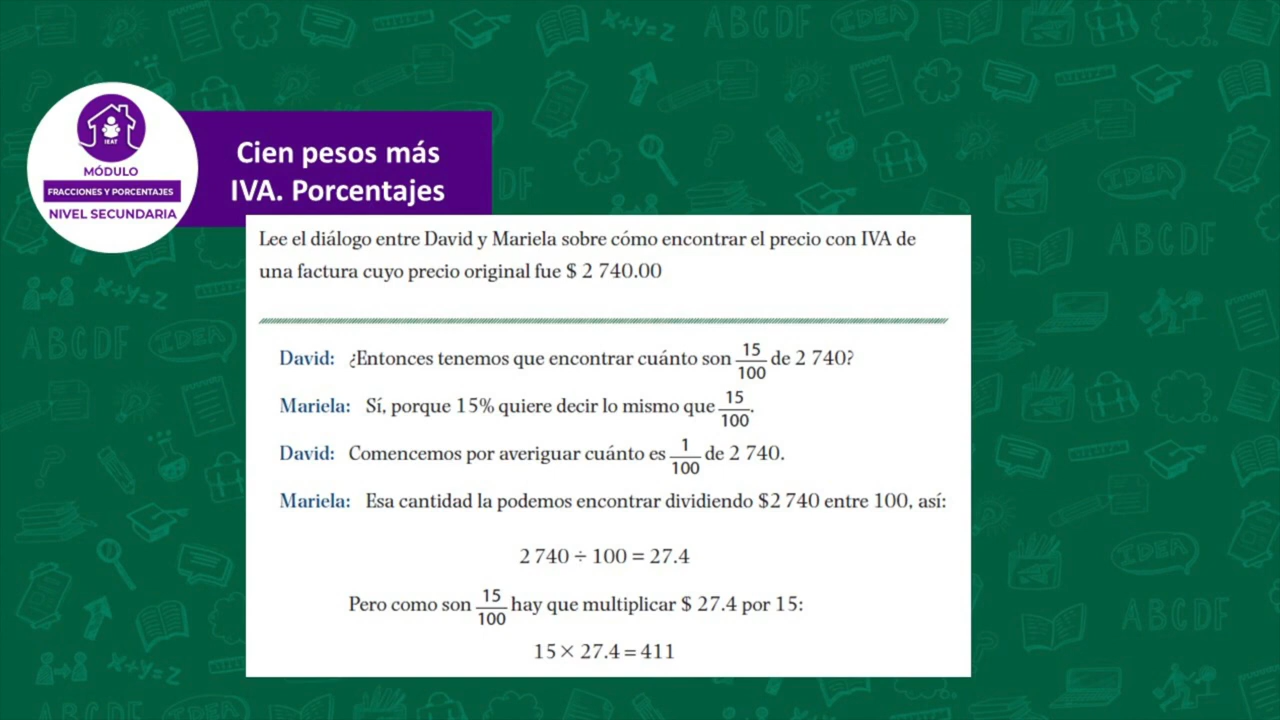 IEAT
MÓDULO
FRACCIONES Y PORCENTAJES
NIVEL SECUNDARIA
Cien pesos más
IVA. Porcentajes
Lee el diálogo entre David y Mariela sobre cómo encontrar el precio con IVA de
una factura cuyo precio original fue $ 2 740.00
David: ¿Entonces tenemos que encontrar cuánto son 15/100 de 2 740?
Mariela: Sí, porque 15% quiere decir lo mismo que 15/100.
David: Comencemos por averiguar cuánto es 1/100 de 2 740.
Mariela: Esa cantidad la podemos encontrar dividiendo $2 740 entre 100, así:
2 740 ÷ 100 = 27.4
Pero como son 15/100 hay que multiplicar $ 27.4 por 15:
15 × 27.4 = 411
ABCDF
IDEA
x+y=z